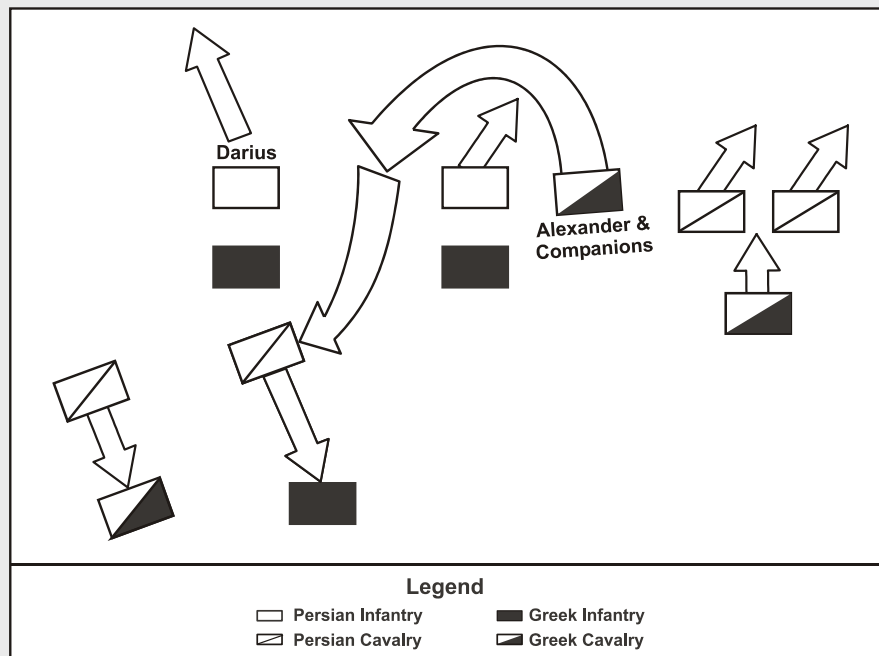 Darius
Alexander &
Companions
Legend
Persian Infantry
Greek Infantry
Persian Cavalry
Greek Cavalry